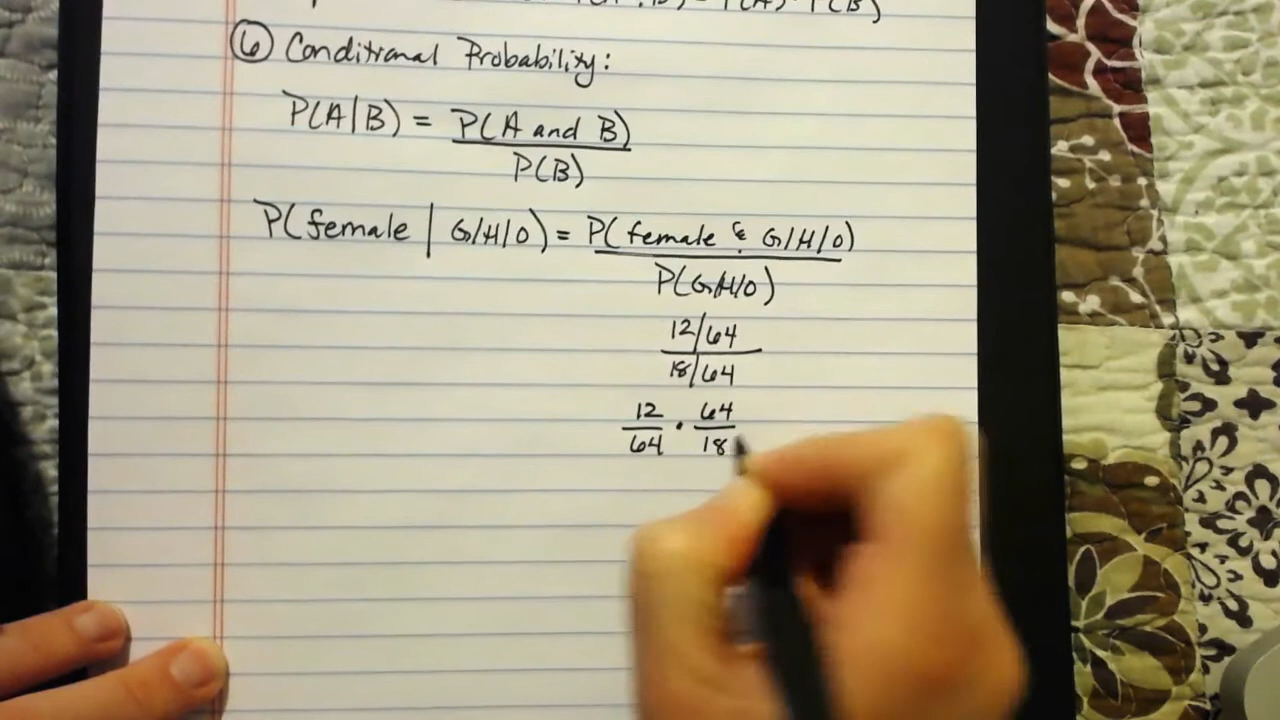 P(A) · P(B)
⑥ Conditional Probability:
P(A|B) = P(A and B)
P(B)
P(female | G/H/O) = P(female & G/H/O)
P(G/H/O)
12/64
18/64
12 · 64
64 18